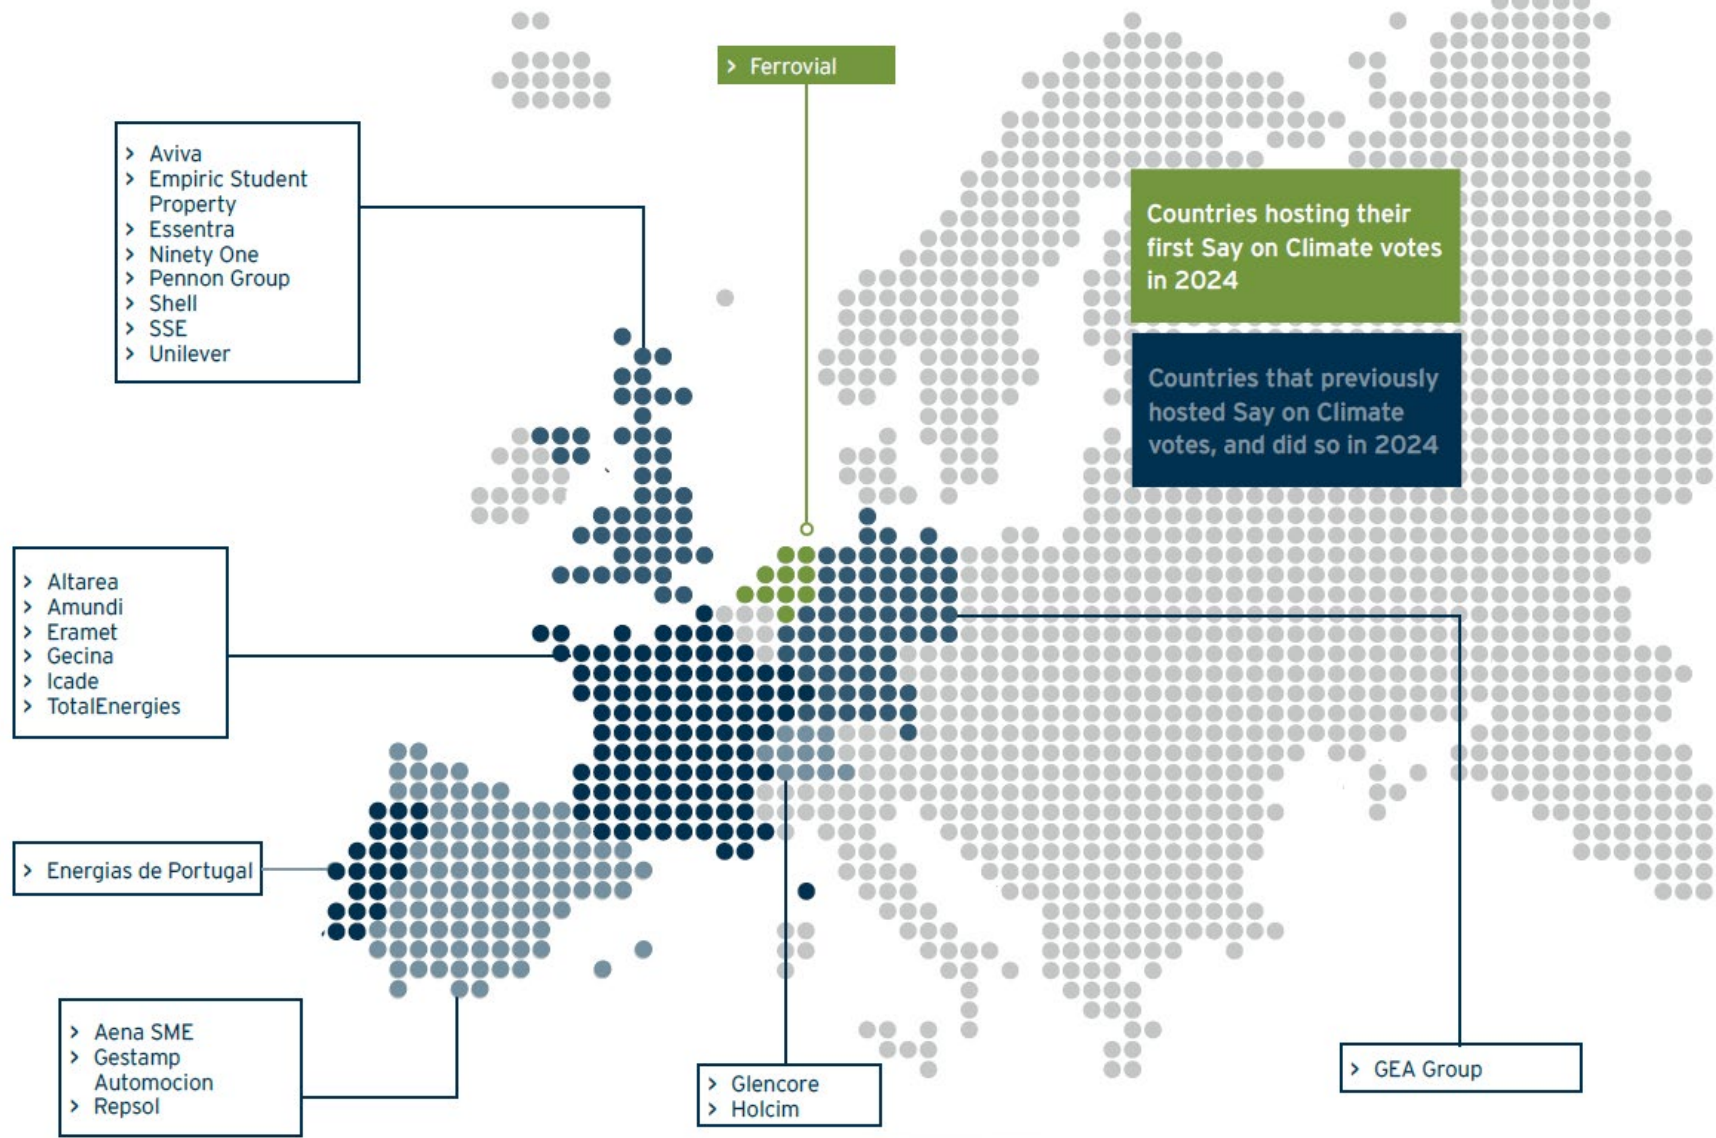 > Ferrovial
> Aviva
> Empiric Student
Property
> Essentra
> Ninety One
> Pennon Group
> Shell
> SSE
> Unilever
Countries hosting their
first Say on Climate votes
in 2024
Countries that previously
hosted Say on Climate
votes, and did so in 2024
> Altarea
> Amundi
> Eramet
> Gecina
> Icade
> TotalEnergies
> Energias de Portugal
> Aena SME
> Gestamp
Automocion
> Repsol
> Glencore
> Holcim
> GEA Group